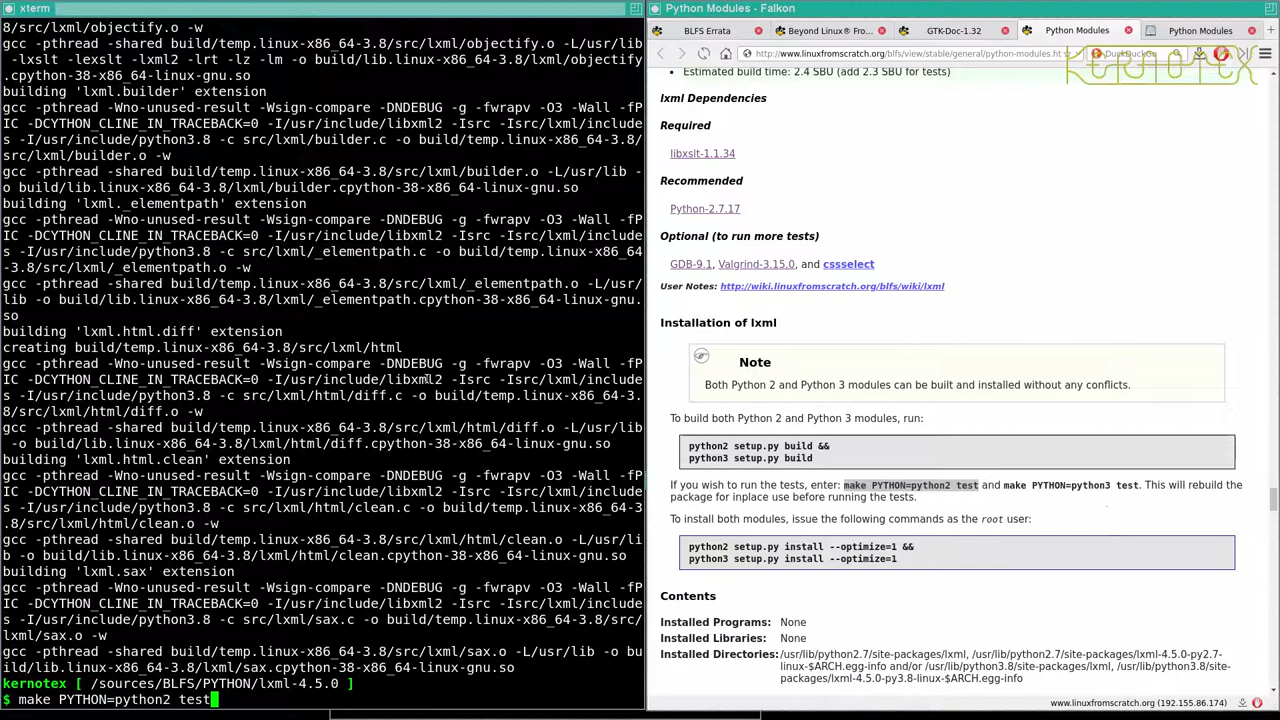 xterm
8/src/lxml/objectify.o -w
gcc -pthread -shared build/temp.linux-x86_64-3.8/src/lxml/objectify.o -L/usr/lib
-lxslt -lexslt -lxml2 -lrt -lz -lm -o build/lib.linux-x86_64-3.8/lxml/objectify
.cpython-38-x86_64-linux-gnu.so
building 'lxml.builder' extension
gcc -pthread -Wno-unused-result -Wsign-compare -DNDEBUG -g -fwrapv -O3 -Wall -fP
IC -DCYTHON_CLINE_IN_TRACEBACK=0 -I/usr/include/libxml2 -Isrc -Isrc/lxml/include
s -I/usr/include/python3.8 -c src/lxml/builder.c -o build/temp.linux-x86_64-3.8/
src/lxml/builder.o -w
gcc -pthread -shared build/temp.linux-x86_64-3.8/src/lxml/builder.o -L/usr/lib -
o build/lib.linux-x86_64-3.8/lxml/builder.cpython-38-x86_64-linux-gnu.so
building 'lxml._elementpath' extension
gcc -pthread -Wno-unused-result -Wsign-compare -DNDEBUG -g -fwrapv -O3 -Wall -fP
IC -DCYTHON_CLINE_IN_TRACEBACK=0 -I/usr/include/libxml2 -Isrc -Isrc/lxml/include
s -I/usr/include/python3.8 -c src/lxml/_elementpath.c -o build/temp.linux-x86_64
-3.8/src/lxml/_elementpath.o -w
gcc -pthread -shared build/temp.linux-x86_64-3.8/src/lxml/_elementpath.o -L/usr/
lib -o build/lib.linux-x86_64-3.8/lxml/_elementpath.cpython-38-x86_64-linux-gnu.
so
building 'lxml.html.diff' extension
creating build/temp.linux-x86_64-3.8/src/lxml/html
gcc -pthread -Wno-unused-result -Wsign-compare -DNDEBUG -g -fwrapv -O3 -Wall -fP
IC -DCYTHON_CLINE_IN_TRACEBACK=0 -I/usr/include/libxml2 -Isrc -Isrc/lxml/include
s -I/usr/include/python3.8 -c src/lxml/html/diff.c -o build/temp.linux-x86_64-3.
8/src/lxml/html/diff.o -w
gcc -pthread -shared build/temp.linux-x86_64-3.8/src/lxml/html/diff.o -L/usr/lib
-o build/lib.linux-x86_64-3.8/lxml/html/diff.cpython-38-x86_64-linux-gnu.so
building 'lxml.html.clean' extension
gcc -pthread -Wno-unused-result -Wsign-compare -DNDEBUG -g -fwrapv -O3 -Wall -fP
IC -DCYTHON_CLINE_IN_TRACEBACK=0 -I/usr/include/libxml2 -Isrc -Isrc/lxml/include
s -I/usr/include/python3.8 -c src/lxml/html/clean.c -o build/temp.linux-x86_64-3
.8/src/lxml/html/clean.o -w
gcc -pthread -shared build/temp.linux-x86_64-3.8/src/lxml/html/clean.o -L/usr/li
b -o build/lib.linux-x86_64-3.8/lxml/html/clean.cpython-38-x86_64-linux-gnu.so
building 'lxml.sax' extension
gcc -pthread -Wno-unused-result -Wsign-compare -DNDEBUG -g -fwrapv -O3 -Wall -fP
IC -DCYTHON_CLINE_IN_TRACEBACK=0 -I/usr/include/libxml2 -Isrc -Isrc/lxml/include
s -I/usr/include/python3.8 -c src/lxml/sax.c -o build/temp.linux-x86_64-3.8/src/
lxml/sax.o -w
gcc -pthread -shared build/temp.linux-x86_64-3.8/src/lxml/sax.o -L/usr/lib -o bu
ild/lib.linux-x86_64-3.8/lxml/sax.cpython-38-x86_64-linux-gnu.so
kernotex [ /sources/BLFS/PYTHON/lxml-4.5.0 ]
$ make PYTHON=python2 test
Python Modules - Falkon
BLFS Errata
Beyond Linux® Fro…
GTK-Doc-1.32
Python Modules
Python Modules
http://www.linuxfromscratch.org/blfs/view/stable/general/python-modules.ht
DuckDuckGo
KERNOTEX
Estimated build time: 2.4 SBU (add 2.3 SBU for tests)
lxml Dependencies
Required
libxslt-1.1.34
Recommended
Python-2.7.17
Optional (to run more tests)
GDB-9.1, Valgrind-3.15.0, and cssselect
User Notes: http://wiki.linuxfromscratch.org/blfs/wiki/lxml
Installation of lxml
Note
Both Python 2 and Python 3 modules can be built and installed without any conflicts.
To build both Python 2 and Python 3 modules, run:
python2 setup.py build &&
python3 setup.py build
If you wish to run the tests, enter: make PYTHON=python2 test and make PYTHON=python3 test. This will rebuild the
package for inplace use before running the tests.
To install both modules, issue the following commands as the root user:
python2 setup.py install --optimize=1 &&
python3 setup.py install --optimize=1
Contents
Installed Programs: None
Installed Libraries: None
Installed Directories: /usr/lib/python2.7/site-packages/lxml, /usr/lib/python2.7/site-packages/lxml-4.5.0-py2.7-
linux-$ARCH.egg-info and/or /usr/lib/python3.8/site-packages/lxml, /usr/lib/python3.8/site-
packages/lxml-4.5.0-py3.8-linux-$ARCH.egg-info
www.linuxfromscratch.org (192.155.86.174)